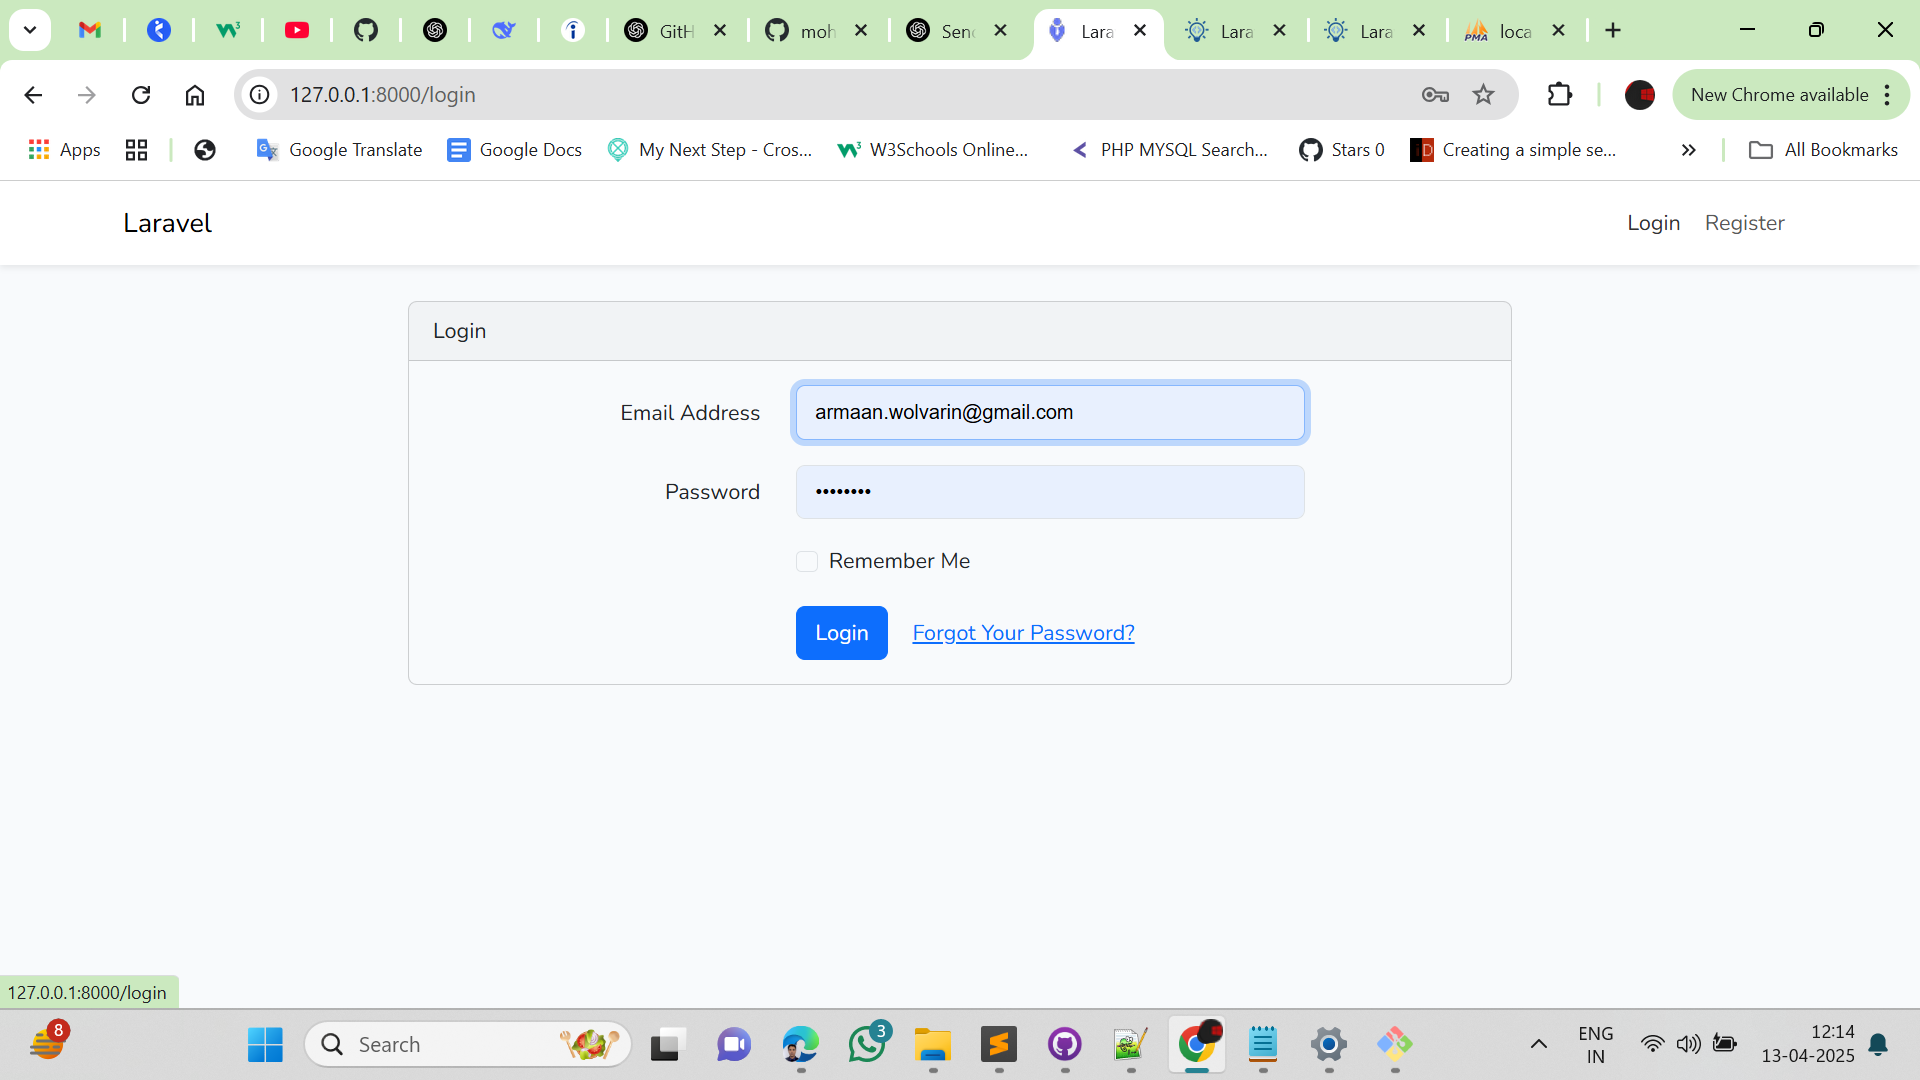 GitH
moh
Send
Lara
Lara
Lara
loca
127.0.0.1:8000/login
New Chrome available
Apps
Google Translate
Google Docs
My Next Step - Cros...
W3Schools Online...
PHP MYSQL Search...
Stars 0
Creating a simple se...
All Bookmarks
Laravel
Login
Register
Login
Email Address
armaan.wolvarin@gmail.com
Password
Remember Me
Login
Forgot Your Password?
127.0.0.1:8000/login
8
Search
3
ENG
IN
12:14
13-04-2025